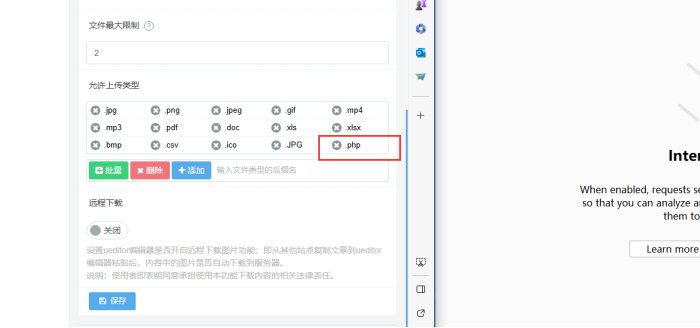 文件最大限制
2
允许上传类型
.jpg .png .jpeg .gif .mp4
.mp3 .pdf .doc .xls .xlsx
.bmp .csv .ico .JPG .php
批量 删除 添加 输入文件类型的后缀名
远程下载
关闭
设置ueditor编辑器是否开启远程下载图片功能；即从其他站点复制文章到ueditor
编辑器粘贴后，内容中的图片是否自动下载到服务器。
说明：使用者即表明同意承担使用本功能下载内容的相关法律责任。
保存
When enabled, requests
so that you can analyze
them to
Learn more